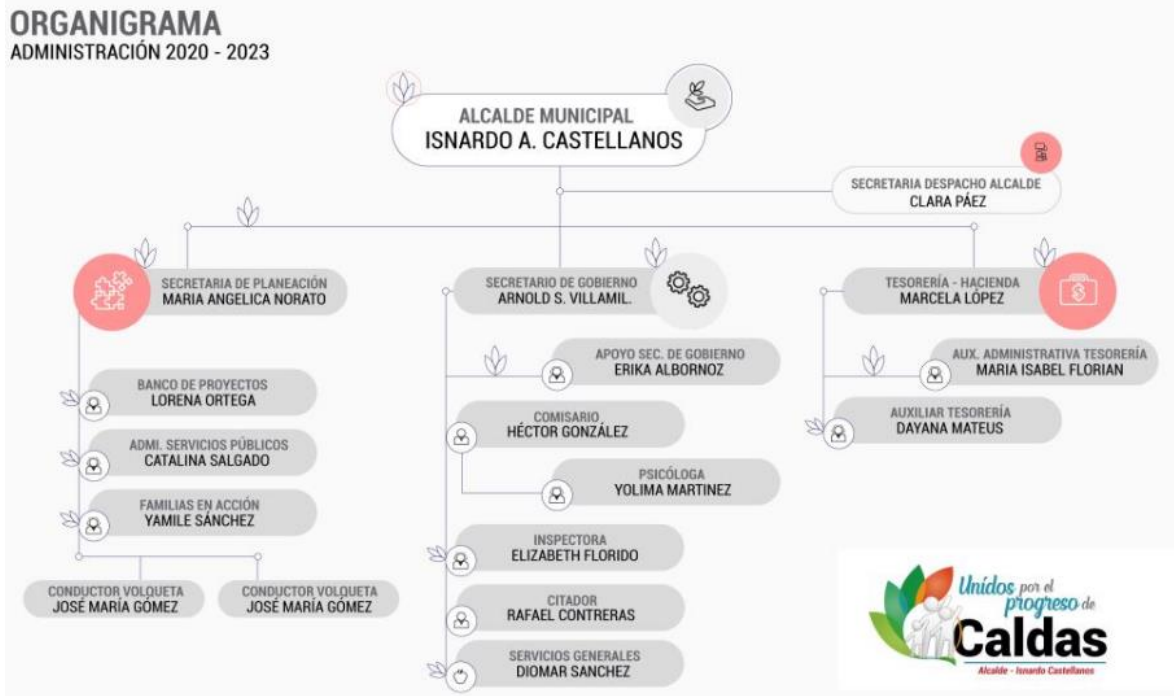 ORGANIGRAMA
ADMINISTRACIÓN 2020 - 2023
ALCALDE MUNICIPAL
ISNARDO A. CASTELLANOS
SECRETARIA DESPACHO ALCALDE
CLARA PÁEZ
SECRETARIA DE PLANEACIÓN
MARIA ANGELICA NORATO
BANCO DE PROYECTOS
LORENA ORTEGA
ADMI. SERVICIOS PÚBLICOS
CATALINA SALGADO
FAMILIAS EN ACCIÓN
YAMILE SÁNCHEZ
CONDUCTOR VOLQUETA
JOSÉ MARÍA GÓMEZ
CONDUCTOR VOLQUETA
JOSÉ MARÍA GÓMEZ
SECRETARIO DE GOBIERNO
ARNOLD S. VILLAMIL.
APOYO SEC. DE GOBIERNO
ERIKA ALBORNOZ
COMISARIO
HÉCTOR GONZÁLEZ
PSICÓLOGA
YOLIMA MARTINEZ
INSPECTORA
ELIZABETH FLORIDO
CITADOR
RAFAEL CONTRERAS
SERVICIOS GENERALES
DIOMAR SANCHEZ
TESORERÍA - HACIENDA
MARCELA LÓPEZ
AUX. ADMINISTRATIVA TESORERÍA
MARIA ISABEL FLORIAN
AUXILIAR TESORERÍA
DAYANA MATEUS
Unidos por el
progreso de
Caldas
Alcalde - Isnardo Castellanos